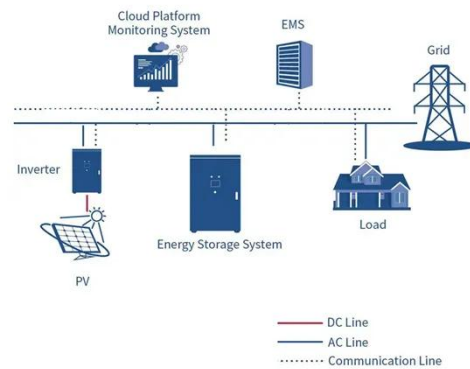 Cloud Platform
Monitoring System
EMS
Grid
Inverter
Energy Storage System
Load
PV
DC Line
AC Line
Communication Line